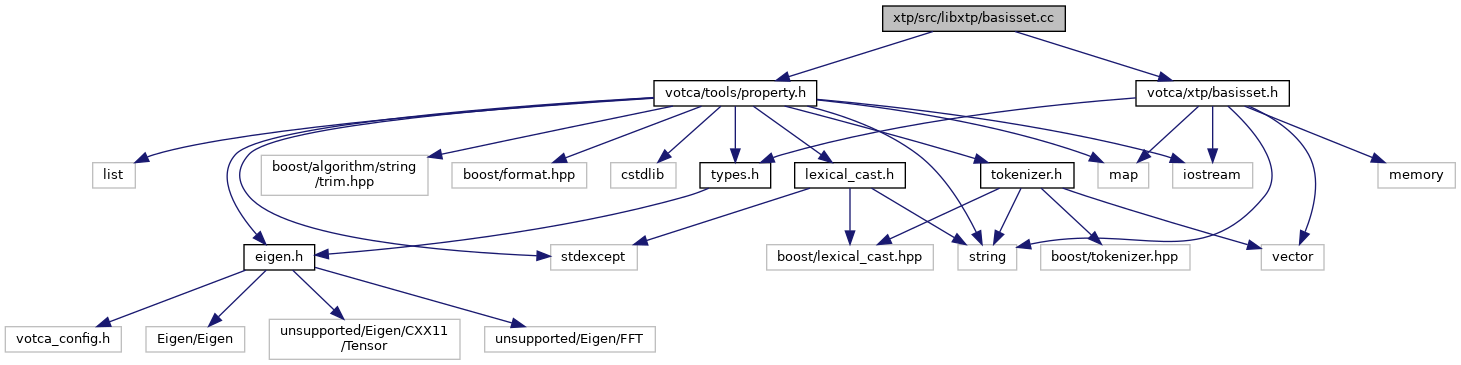 xtp/src/libxtp/basisset.cc
votca/tools/property.h
votca/xtp/basisset.h
list
boost/algorithm/string
/trim.hpp
boost/format.hpp
cstdlib
types.h
lexical_cast.h
tokenizer.h
map
iostream
memory
eigen.h
stdexcept
boost/lexical_cast.hpp
string
boost/tokenizer.hpp
vector
votca_config.h
Eigen/Eigen
unsupported/Eigen/CXX11
/Tensor
unsupported/Eigen/FFT